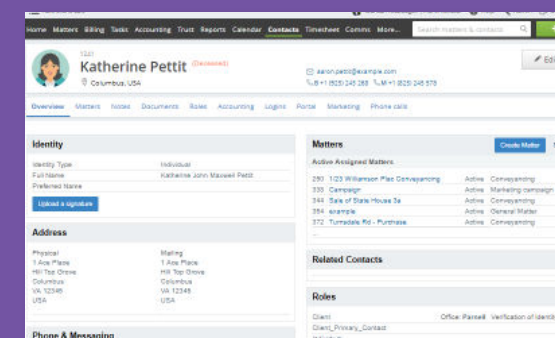 Home Matters Billing Tasks Accounting Trust Reports Calendar Contacts Timesheet Comms More... Search matters & contacts
1241
Katherine Pettit (Deceased)
Columbus, USA
aaron.pettit@example.com
Edi
Overview Matters Notes Documents Roles Accounting Logins Portal Marketing Phone calls
Identity
Identity Type Individual
Full Name Katherine John Maxwell Pettit
Preferred Name
Upload a signature
Address
Physical Mailing
1 Ace Place 1 Ace Place
Hill Top Grove Hill Top Grove
Columbus Columbus
VA 12345 VA 12345
USA USA
Phone & Messaging
Matters Create Matter
Active Assigned Matters
280 1/23 Williamson Plac Conveyancing Active Conveyancing
335 Campaign Active Marketing campaign
344 Sale of State House 3a Active Conveyancing
354 example Active General Matter
372 Turnsdale Rd - Purchase Active Conveyancing
...
Related Contacts
Roles
Client Office: Parnell Verification of Identit
Client_Primary_Contact